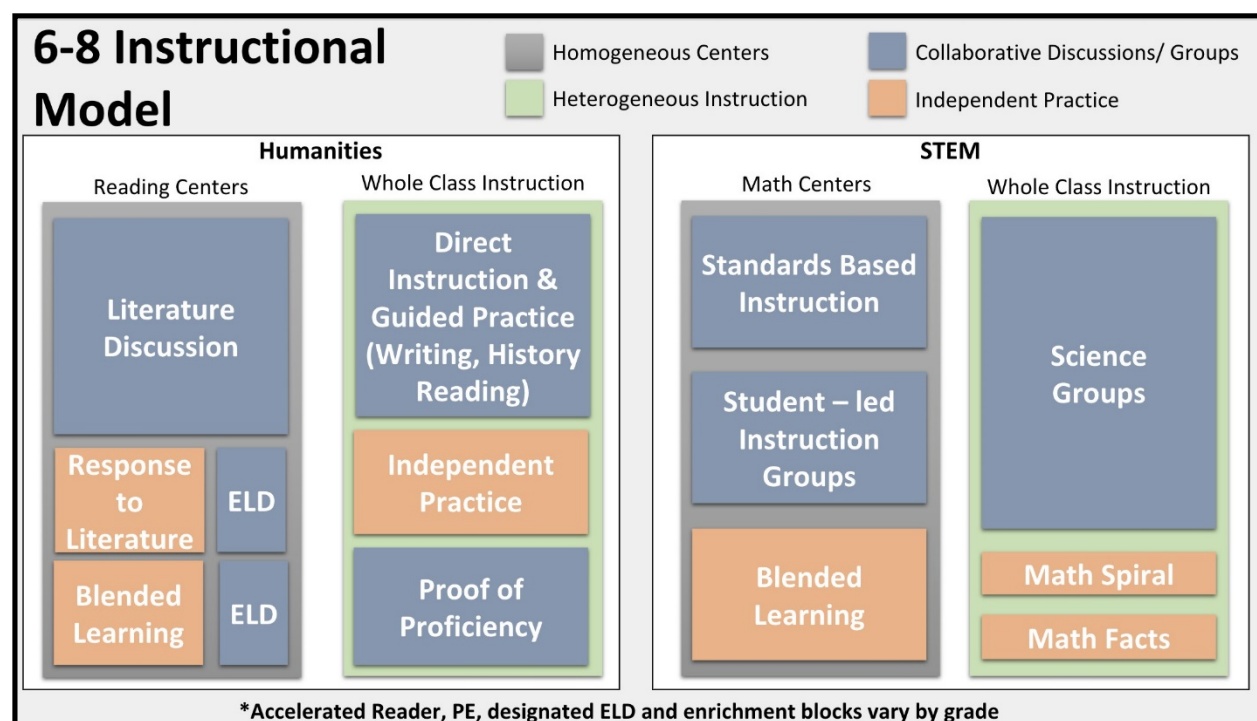 6-8 Instructional
Model
Homogeneous Centers
Collaborative Discussions/ Groups
Heterogeneous Instruction
Independent Practice
Humanities
Reading Centers
Whole Class Instruction
Literature
Discussion
Response
to
Literature
ELD
Blended
Learning
ELD
Direct
Instruction &
Guided Practice
(Writing, History
Reading)
Independent
Practice
Proof of
Proficiency
STEM
Math Centers
Whole Class Instruction
Standards Based
Instruction
Student – led
Instruction
Groups
Blended
Learning
Science
Groups
Math Spiral
Math Facts
*Accelerated Reader, PE, designated ELD and enrichment blocks vary by grade